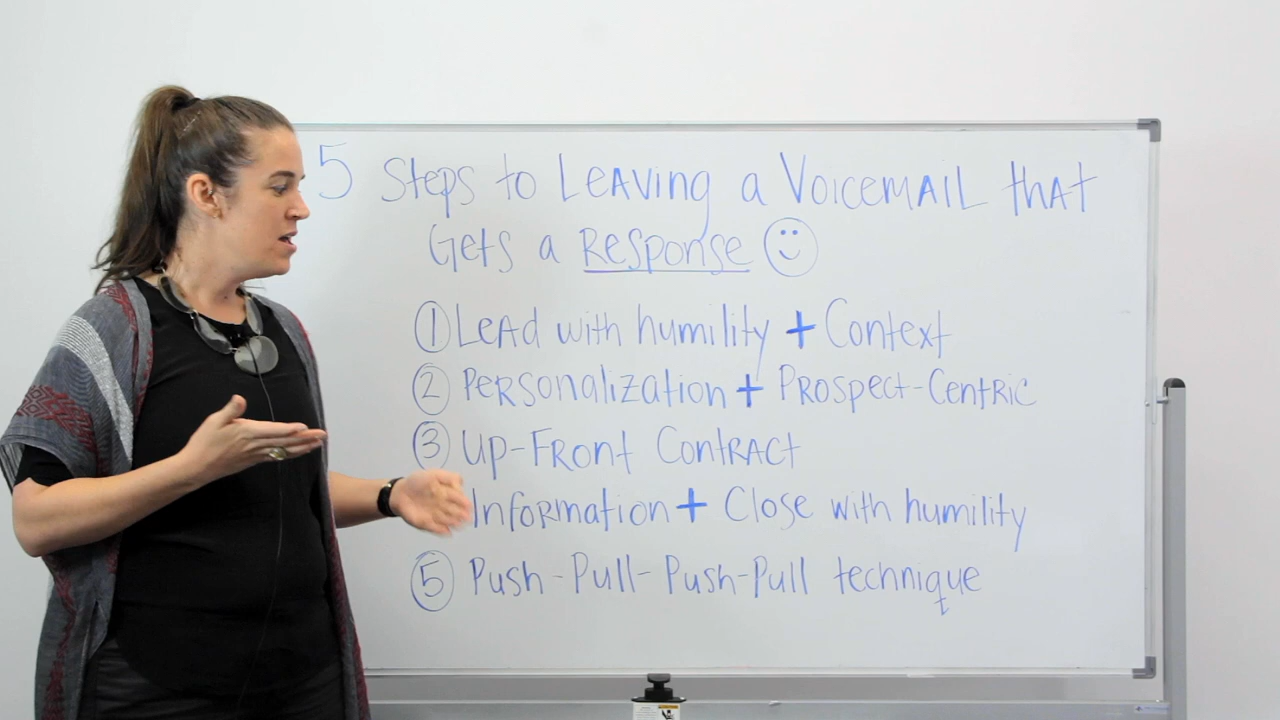 5 Steps to Leaving a Voicemail that
Gets a Response
① Lead with humility + Context
② Personalization + Prospect-Centric
③ Up-Front Contract
Information + Close with humility
⑤ Push-Pull-Push-Pull technique